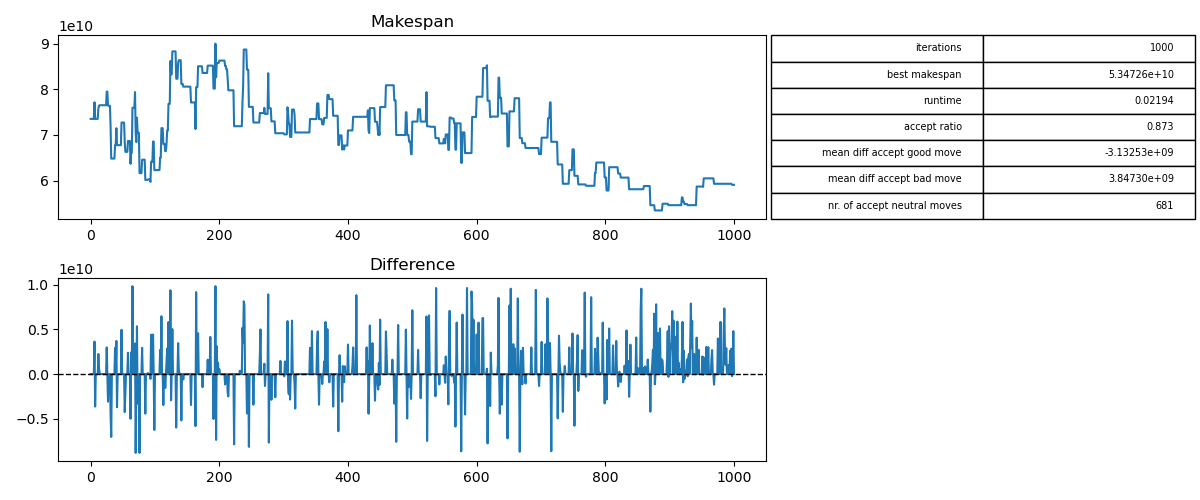 Makespan
1e10
9
8
7
6
0
200
400
600
800
1000
iterations 1000
best makespan 5.34726e+10
runtime 0.02194
accept ratio 0.873
mean diff accept good move -3.13253e+09
mean diff accept bad move 3.84730e+09
nr. of accept neutral moves 681
Difference
1e10
1.0
0.5
0.0
−0.5
0
200
400
600
800
1000